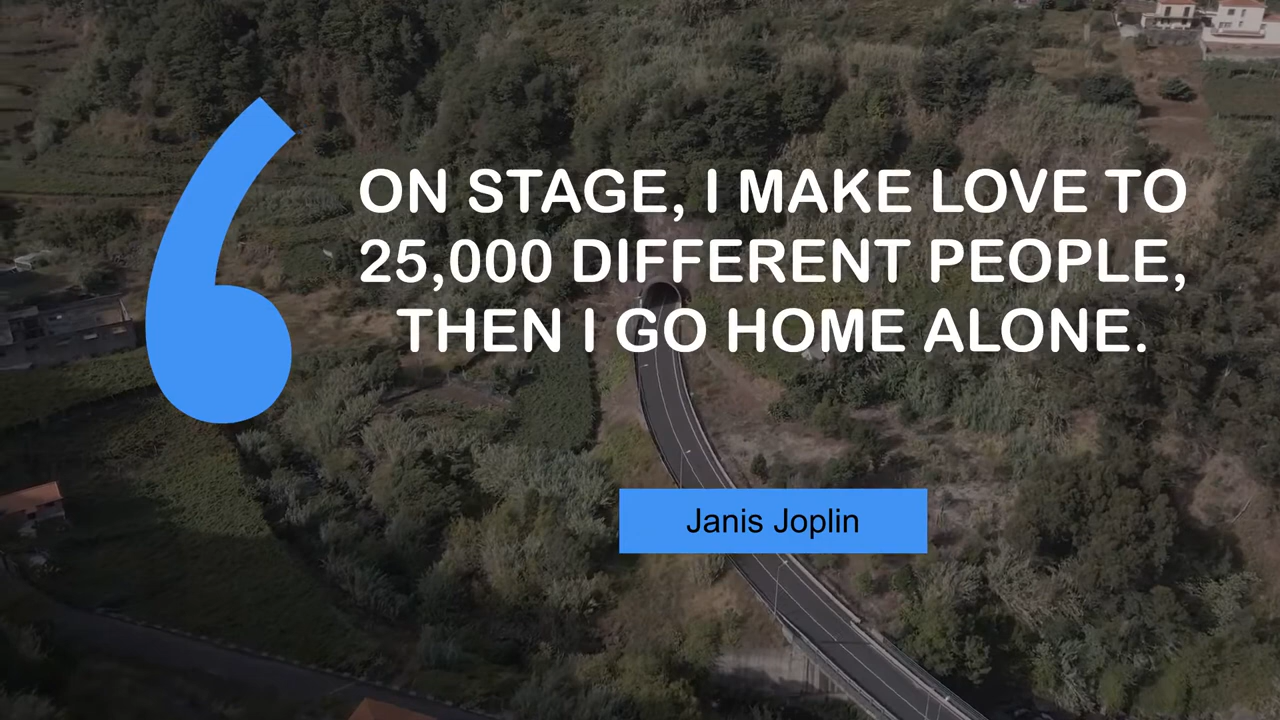 ON STAGE, I MAKE LOVE TO
25,000 DIFFERENT PEOPLE,
THEN I GO HOME ALONE.
Janis Joplin